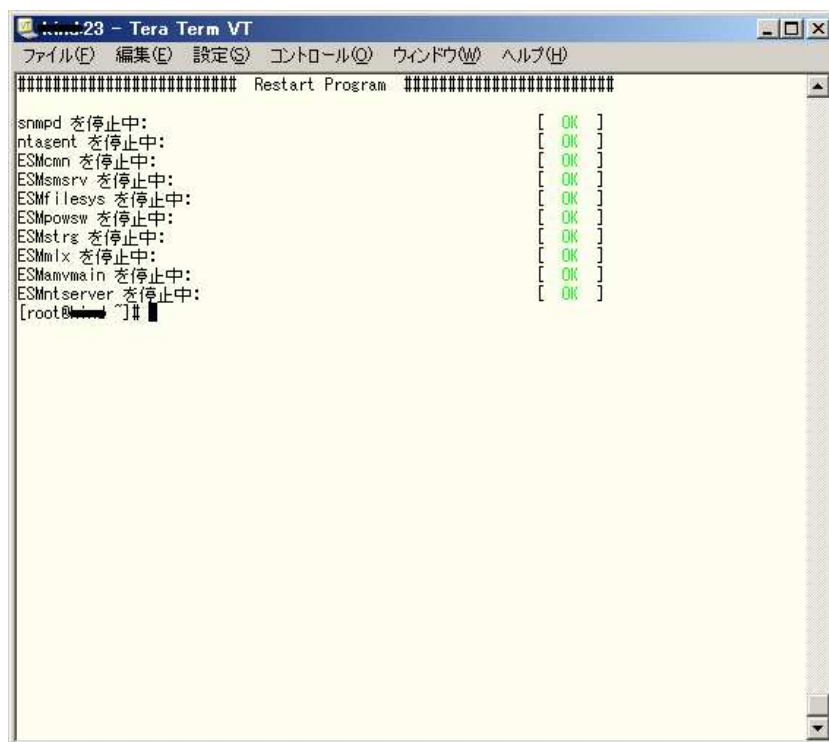 :23 - Tera Term VT
ファイル(F) 編集(E) 設定(S) コントロール(O) ウィンドウ(W) ヘルプ(H)
######################### Restart Program ########################
snmpd を停止中: [ OK ]
ntagent を停止中: [ OK ]
ESMcmn を停止中: [ OK ]
ESMsmsrv を停止中: [ OK ]
ESMfilesys を停止中: [ OK ]
ESMpowsw を停止中: [ OK ]
ESMstrg を停止中: [ OK ]
ESMmlx を停止中: [ OK ]
ESMamvmain を停止中: [ OK ]
ESMntserver を停止中: [ OK ]
[root@ ~]#